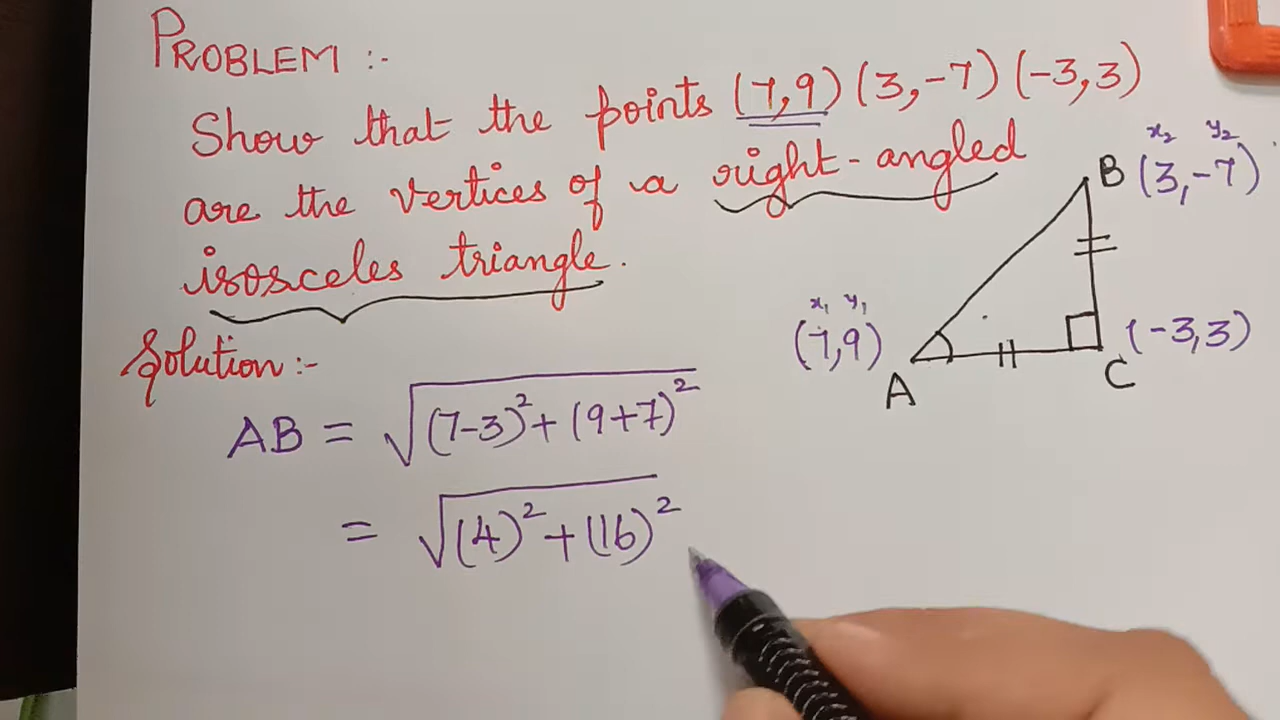 PROBLEM :-
Show that the points (7,9) (3,-7) (-3,3)
are the vertices of a right-angled
isosceles triangle.
x₂ y₂
B (3,-7)
x₁ y₁
(7,9)
A
C
(-3,3)
Solution :-
AB = √(7-3)² + (9+7)²
= √(4)² + (16)²